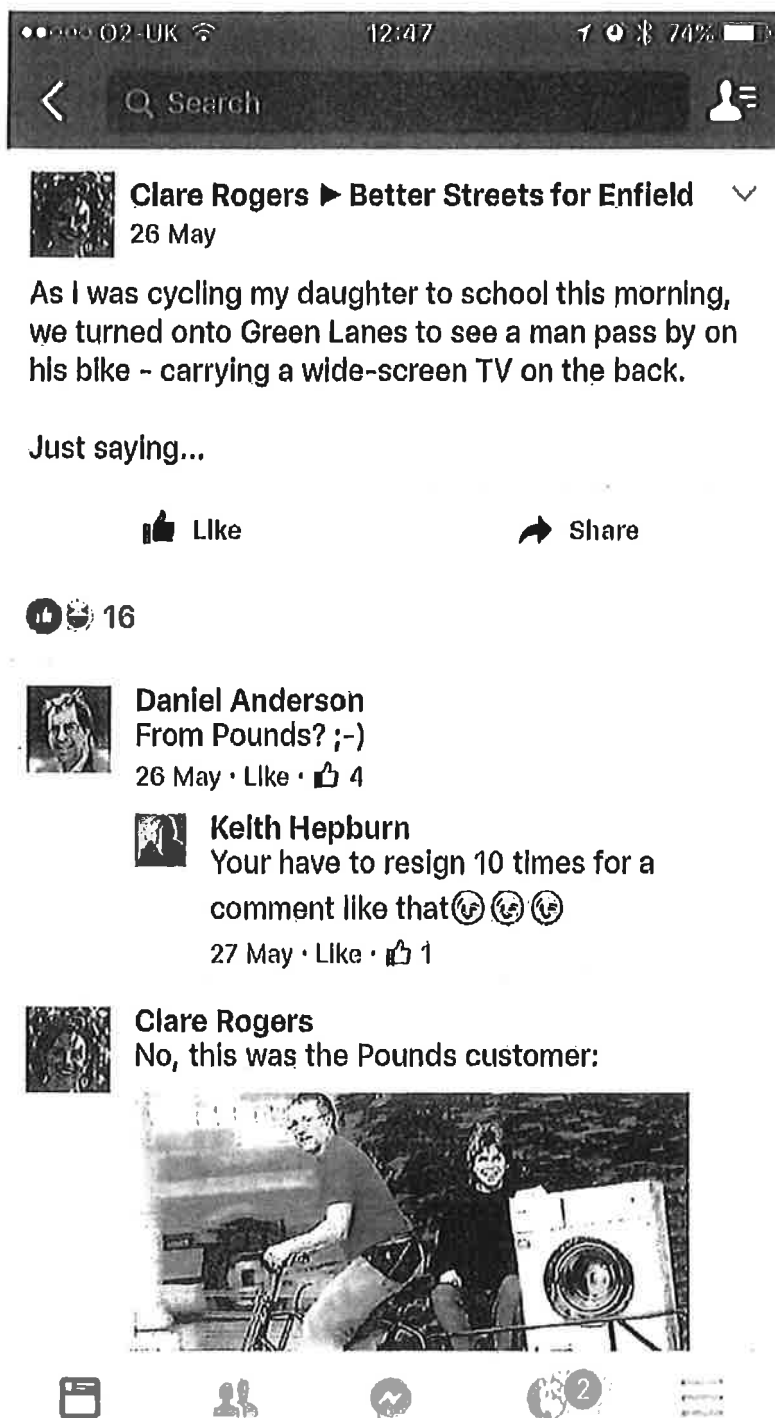 O2-UK 12:47 74%
Search
Clare Rogers ▶ Better Streets for Enfield
26 May
As I was cycling my daughter to school this morning,
we turned onto Green Lanes to see a man pass by on
his bike - carrying a wide-screen TV on the back.
Just saying...
Like Share
16
Daniel Anderson
From Pounds? ;-)
26 May · Like · 4
Keith Hepburn
Your have to resign 10 times for a
comment like that
27 May · Like · 1
Clare Rogers
No, this was the Pounds customer:
2